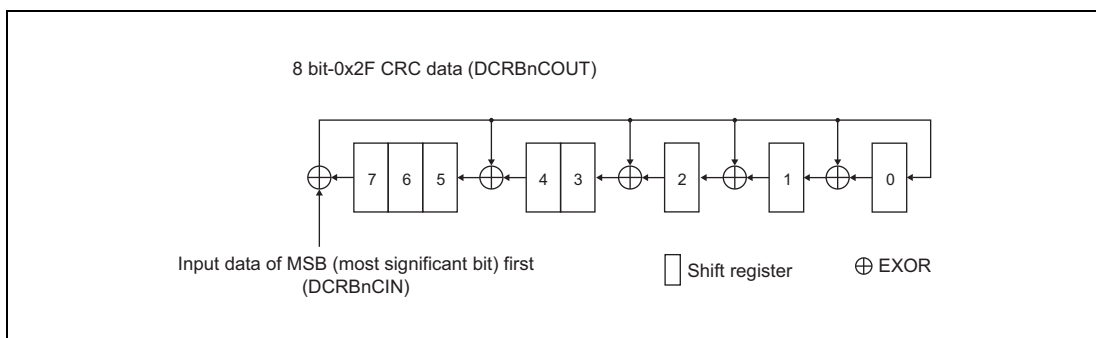 8 bit-0x2F CRC data (DCRBnCOUT)
7 6 5 4 3 2 1 0
Input data of MSB (most significant bit) first
(DCRBnCIN)
Shift register
EXOR